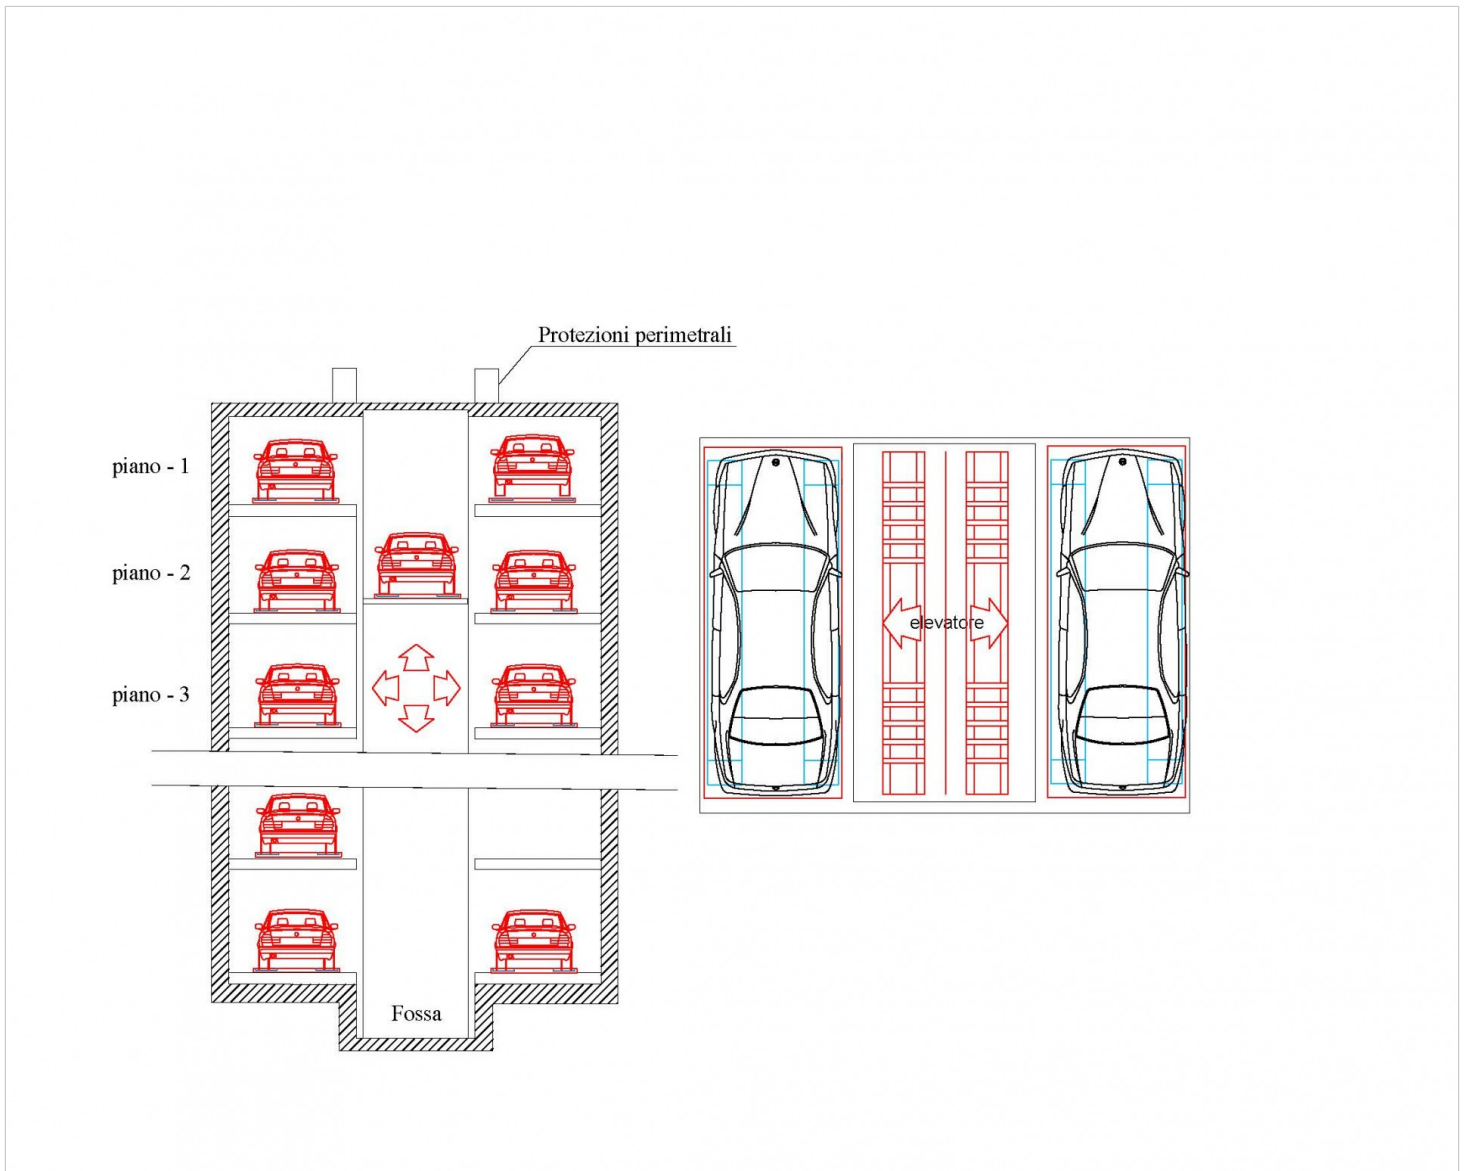 Protezioni perimetrali
piano - 1
piano - 2
piano - 3
elevatore
Fossa